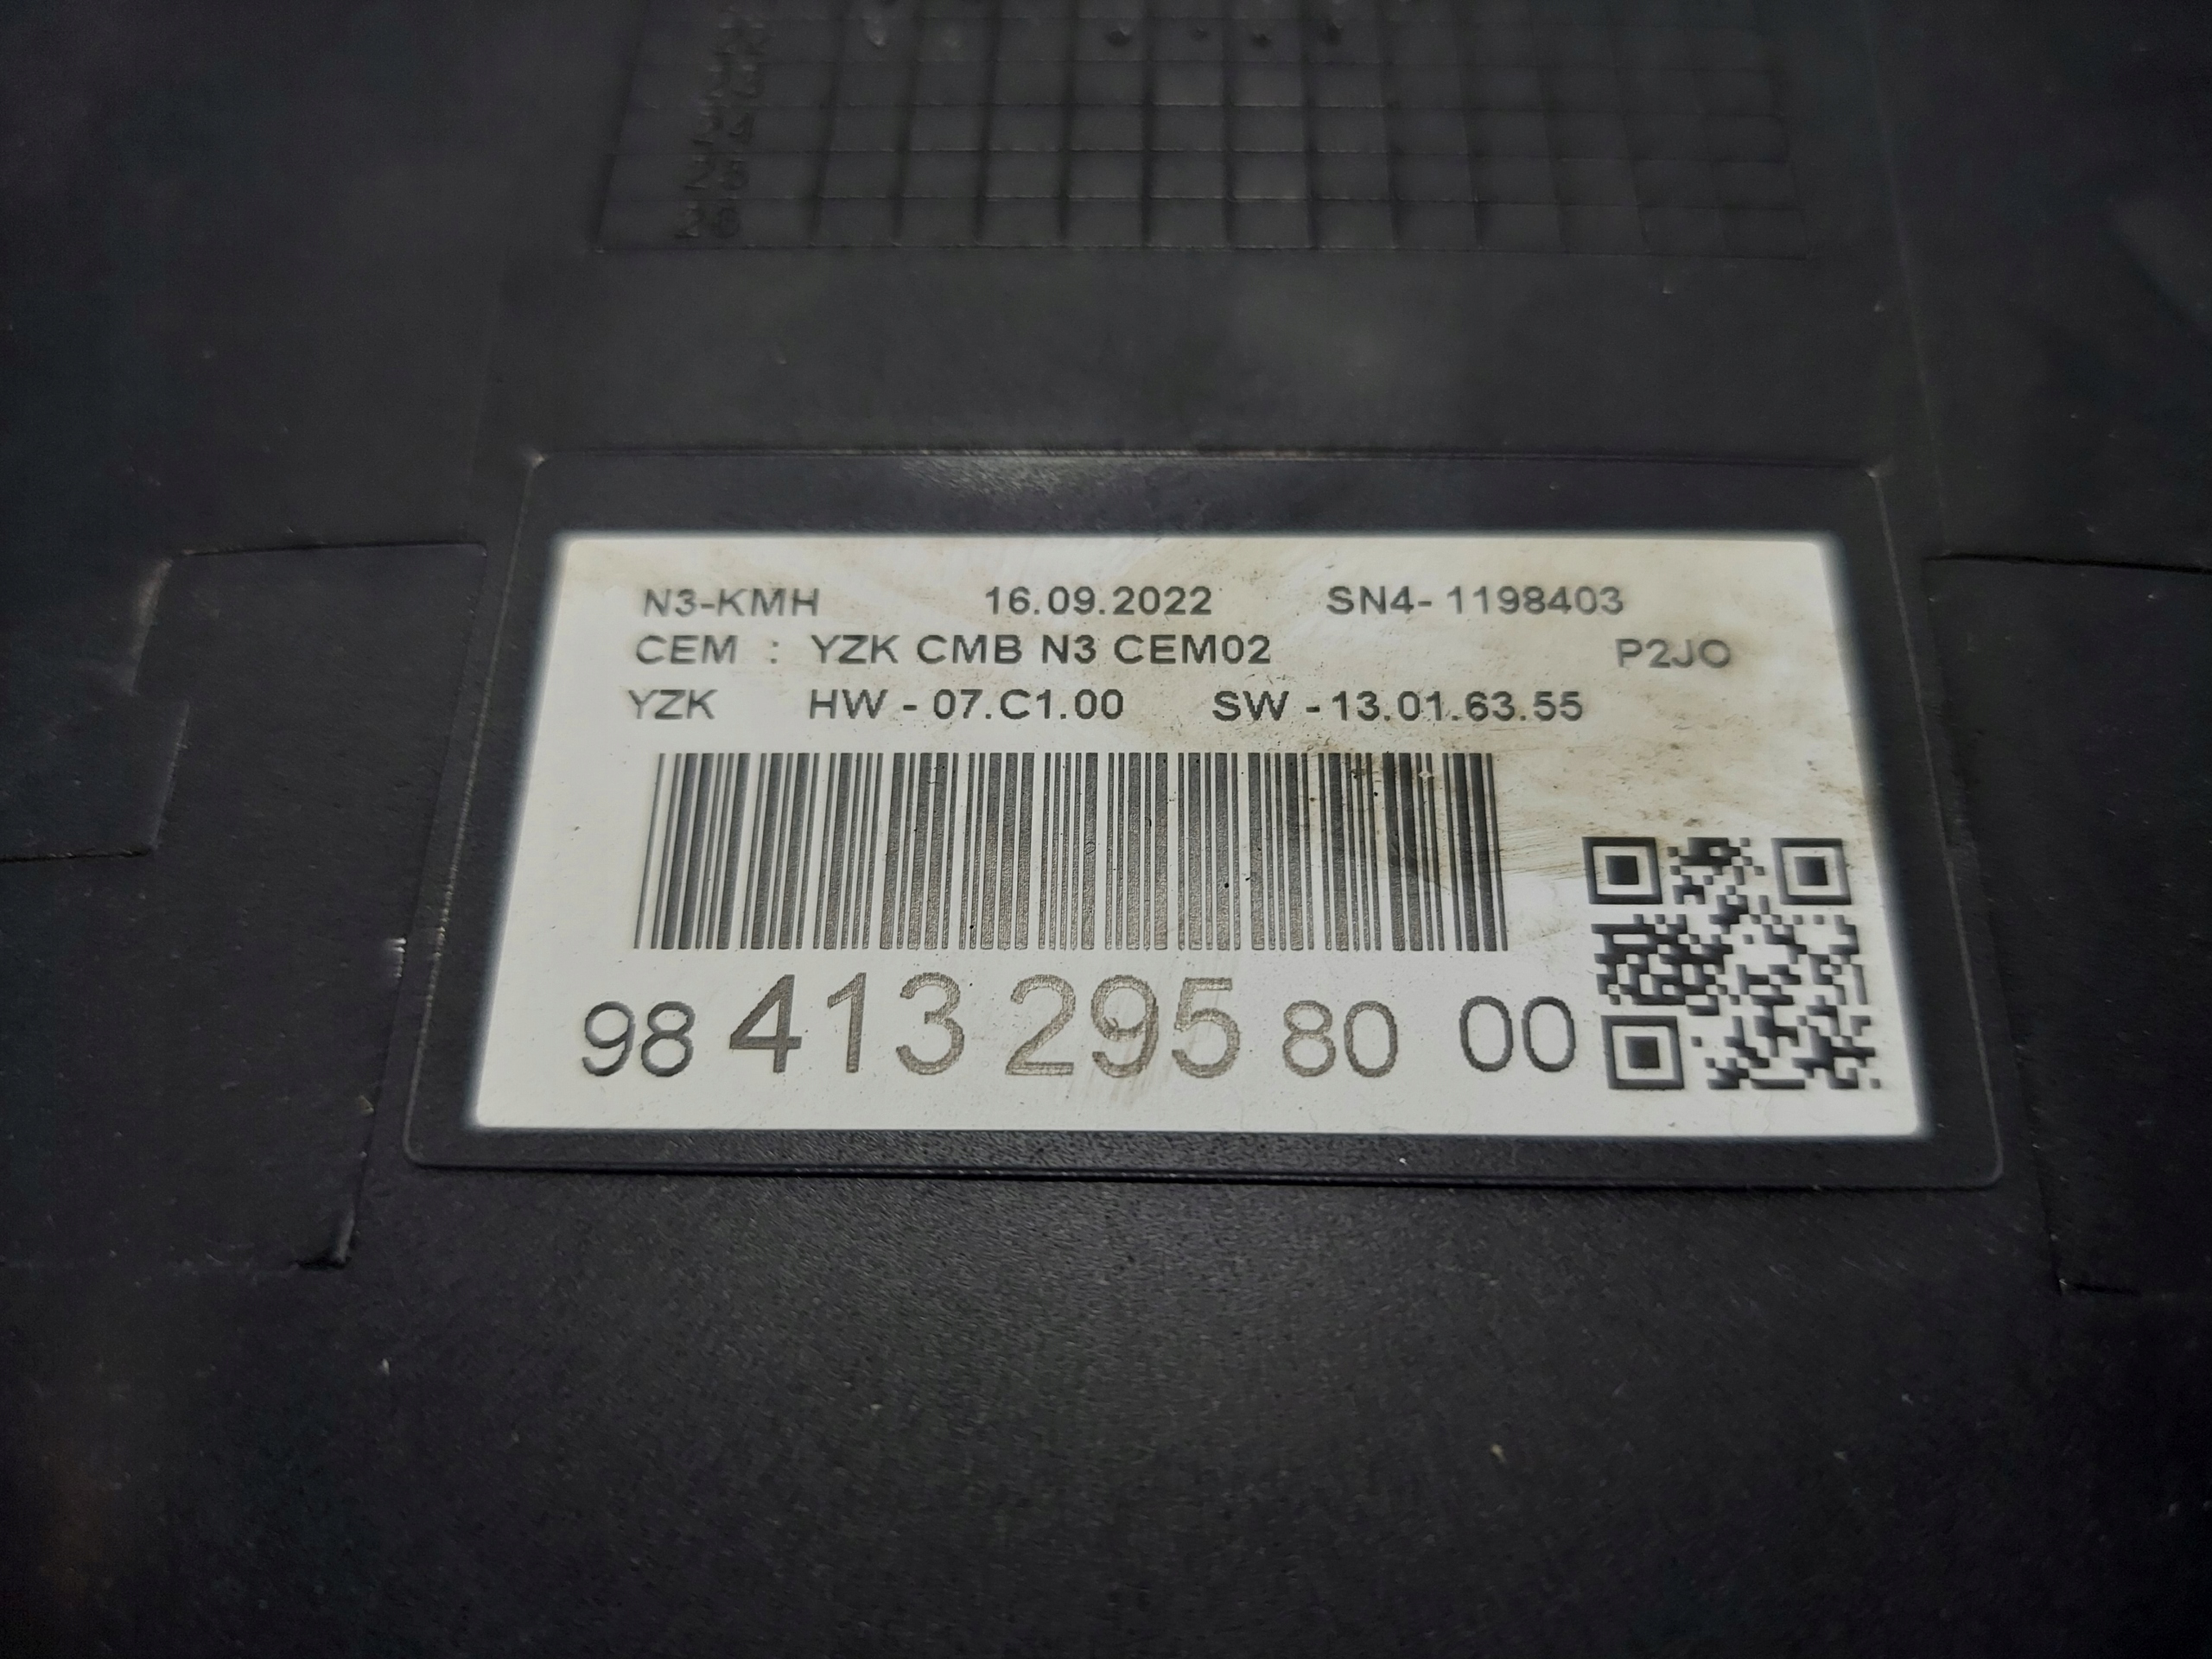 N3-KMH 16.09.2022 SN4-1198403
CEM : YZK CMB N3 CEM02 P2JO
YZK HW - 07.C1.00 SW - 13.01.63.55
98 413 295 80 00